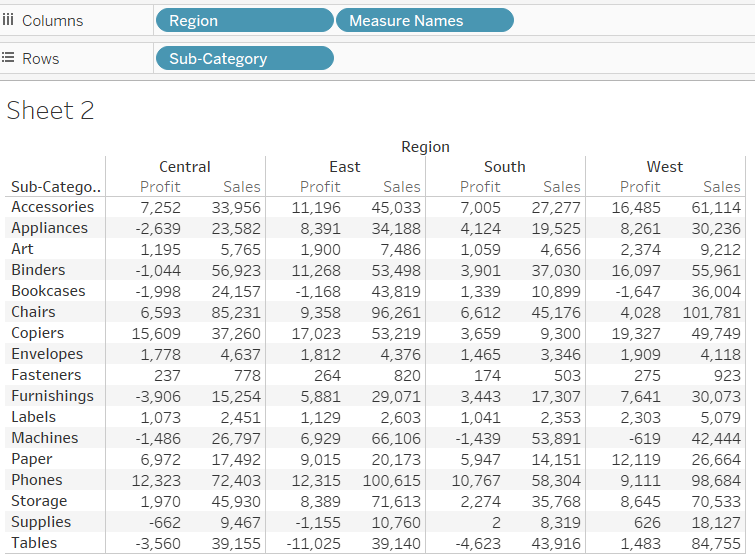 Columns Region Measure Names
Rows Sub-Category
Sheet 2
Region
Central East South West
Sub-Catego.. Profit Sales Profit Sales Profit Sales Profit Sales
Accessories 7,252 33,956 11,196 45,033 7,005 27,277 16,485 61,114
Appliances -2,639 23,582 8,391 34,188 4,124 19,525 8,261 30,236
Art 1,195 5,765 1,900 7,486 1,059 4,656 2,374 9,212
Binders -1,044 56,923 11,268 53,498 3,901 37,030 16,097 55,961
Bookcases -1,998 24,157 -1,168 43,819 1,339 10,899 -1,647 36,004
Chairs 6,593 85,231 9,358 96,261 6,612 45,176 4,028 101,781
Copiers 15,609 37,260 17,023 53,219 3,659 9,300 19,327 49,749
Envelopes 1,778 4,637 1,812 4,376 1,465 3,346 1,909 4,118
Fasteners 237 778 264 820 174 503 275 923
Furnishings -3,906 15,254 5,881 29,071 3,443 17,307 7,641 30,073
Labels 1,073 2,451 1,129 2,603 1,041 2,353 2,303 5,079
Machines -1,486 26,797 6,929 66,106 -1,439 53,891 -619 42,444
Paper 6,972 17,492 9,015 20,173 5,947 14,151 12,119 26,664
Phones 12,323 72,403 12,315 100,615 10,767 58,304 9,111 98,684
Storage 1,970 45,930 8,389 71,613 2,274 35,768 8,645 70,533
Supplies -662 9,467 -1,155 10,760 2 8,319 626 18,127
Tables -3,560 39,155 -11,025 39,140 -4,623 43,916 1,483 84,755